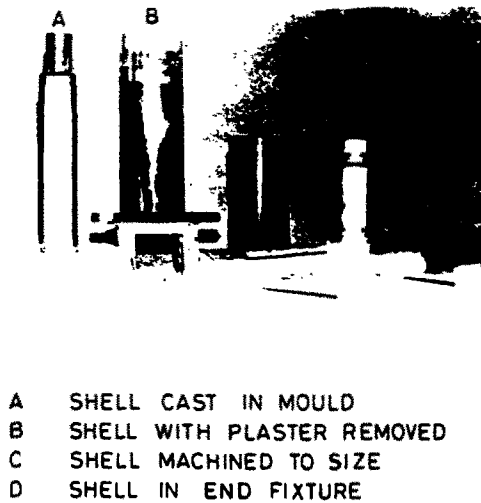 A B
A SHELL CAST IN MOULD
B SHELL WITH PLASTER REMOVED
C SHELL MACHINED TO SIZE
D SHELL IN END FIXTURE